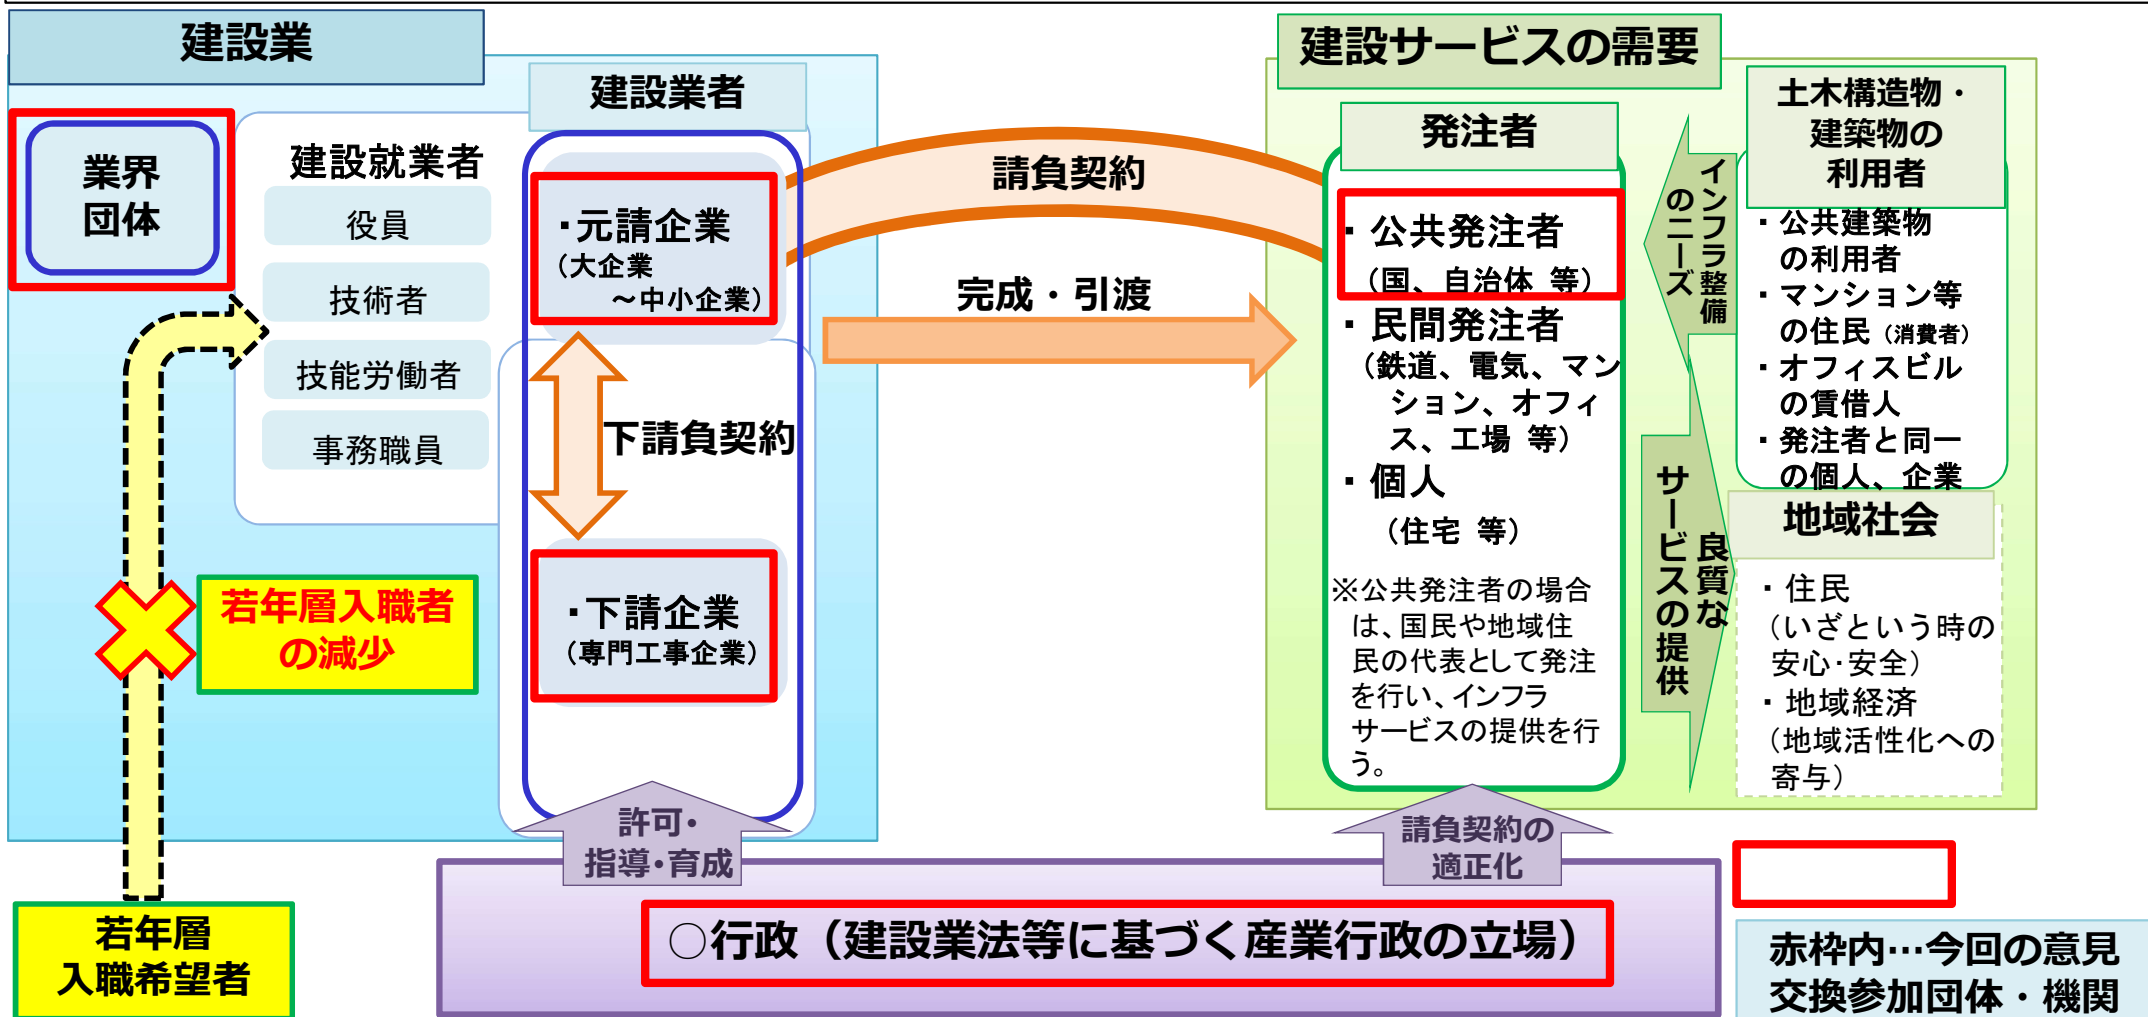 建設業
業界
団体
建設就業者
役員
技術者
技能労働者
事務職員
建設業者
・元請企業
（大企業
～中小企業）
下請負契約
・下請企業
（専門工事企業）
請負契約
完成・引渡
若年層入職者
の減少
若年層
入職希望者
建設サービスの需要
発注者
・公共発注者
（国、自治体 等）
・民間発注者
（鉄道、電気、マン
ション、オフィ
ス、工場 等）
・個人
（住宅 等）
※公共発注者の場合
は、国民や地域住
民の代表として発注
を行い、インフラ
サービスの提供を行
う。
インフラ整備
のニーズ
良質な
サービスの提供
土木構造物・
建築物の
利用者
・公共建築物
の利用者
・マンション等
の住民（消費者）
・オフィスビル
の賃借人
・発注者と同一
の個人、企業
地域社会
・住民
（いざという時の
安心・安全）
・地域経済
（地域活性化への
寄与）
許可・
指導・育成
請負契約の
適正化
○行政（建設業法等に基づく産業行政の立場）
赤枠内…今回の意見
交換参加団体・機関